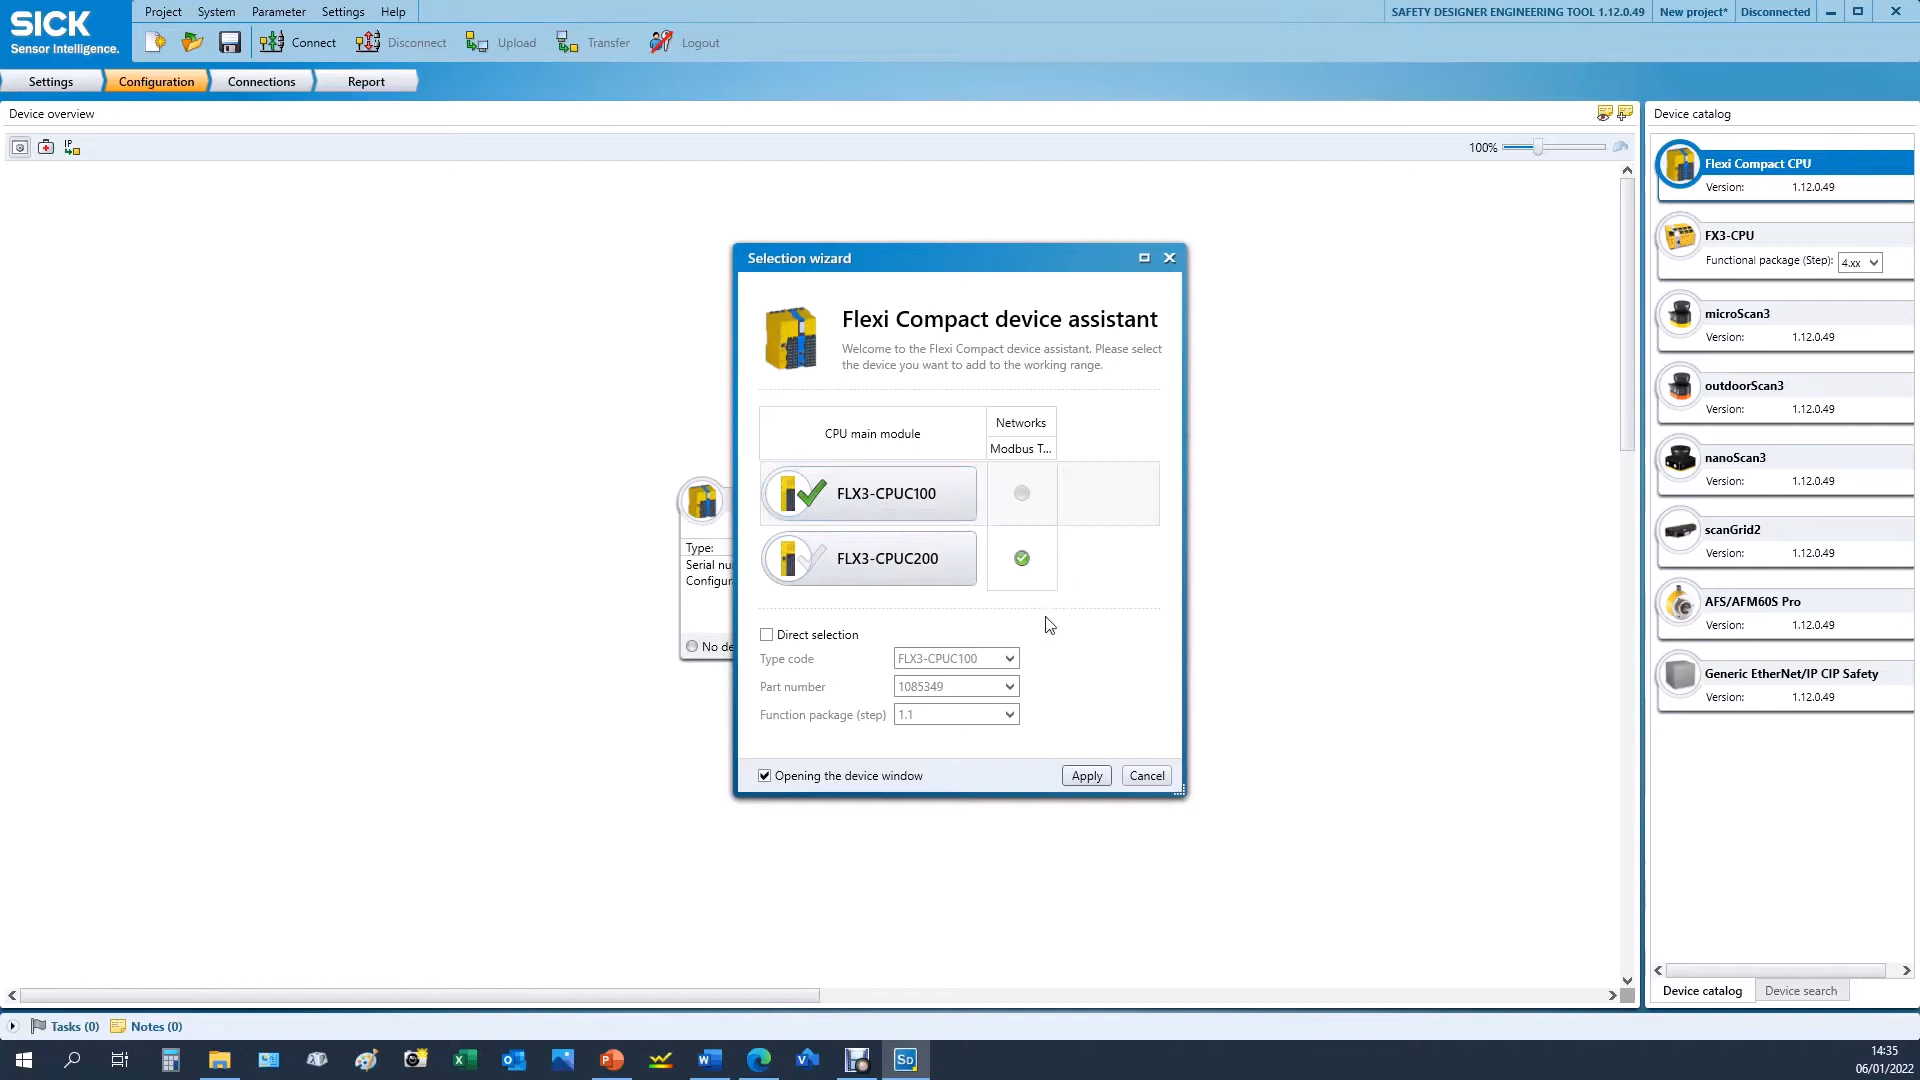 SICK
Sensor Intelligence.
Project System Parameter Settings Help
SAFETY DESIGNER ENGINEERING TOOL 1.12.0.49 New project* Disconnected
Connect Disconnect Upload Transfer Logout
Settings Configuration Connections Report
Device overview
Device catalog
IP
100%
Flexi Compact CPU
Version: 1.12.0.49
FX3-CPU
Functional package (Step): 4.xx
microScan3
Version: 1.12.0.49
outdoorScan3
Version: 1.12.0.49
nanoScan3
Version: 1.12.0.49
scanGrid2
Version: 1.12.0.49
AFS/AFM60S Pro
Version: 1.12.0.49
Generic EtherNet/IP CIP Safety
Version: 1.12.0.49
Device catalog Device search
Type:
Serial nu
Configur
No de
Selection wizard
Flexi Compact device assistant
Welcome to the Flexi Compact device assistant. Please select
the device you want to add to the working range.
CPU main module
Networks
Modbus T...
FLX3-CPUC100
FLX3-CPUC200
Direct selection
Type code FLX3-CPUC100
Part number 1085349
Function package (step) 1.1
Opening the device window Apply Cancel
Tasks (0) Notes (0)
Sd
14:35
06/01/2022